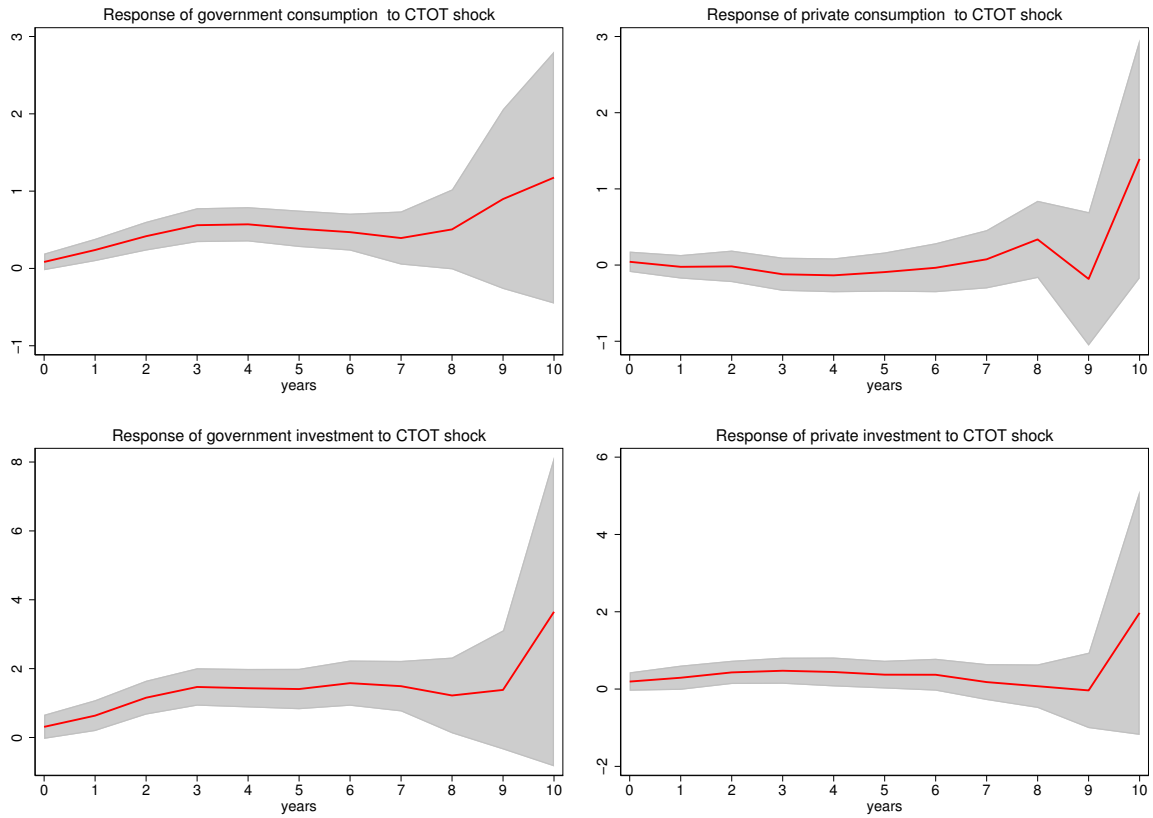 Response of government consumption  to CTOT shock
3
2
1
0
−1
0 1 2 3 4 5 6 7 8 9 10
years
Response of private consumption  to CTOT shock
3
2
1
0
−1
0 1 2 3 4 5 6 7 8 9 10
years
Response of government investment to CTOT shock
8
6
4
2
0
0 1 2 3 4 5 6 7 8 9 10
years
Response of private investment to CTOT shock
6
4
2
0
−2
0 1 2 3 4 5 6 7 8 9 10
years